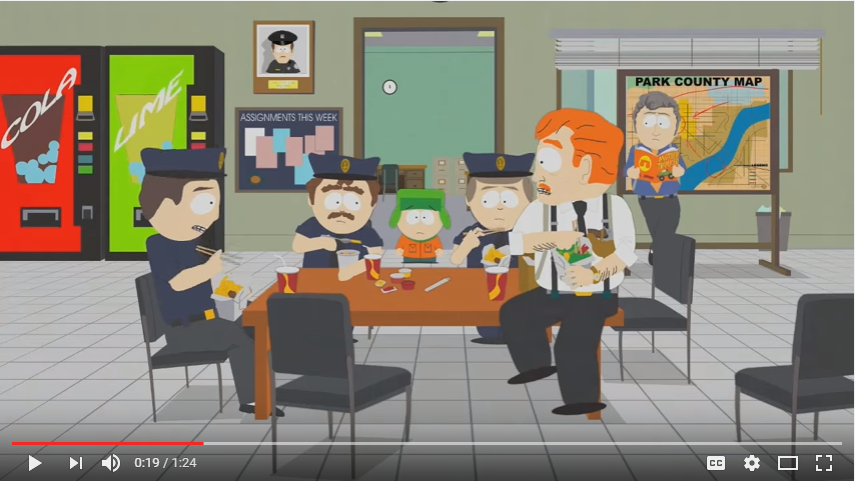 COLA
LIME
ASSIGNMENTS THIS WEEK
PARK COUNTY MAP
0:19 / 1:24
CC